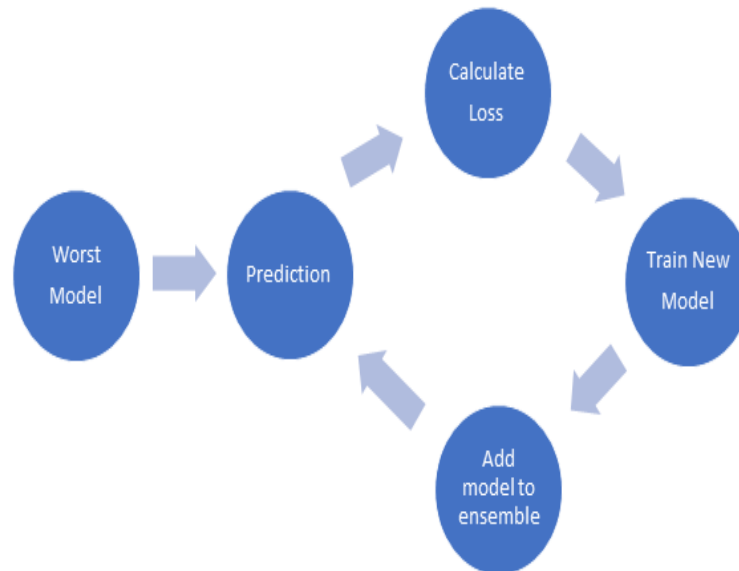 Calculate
Loss
Worst
Model
Prediction
Train New
Model
Add
model to
ensemble